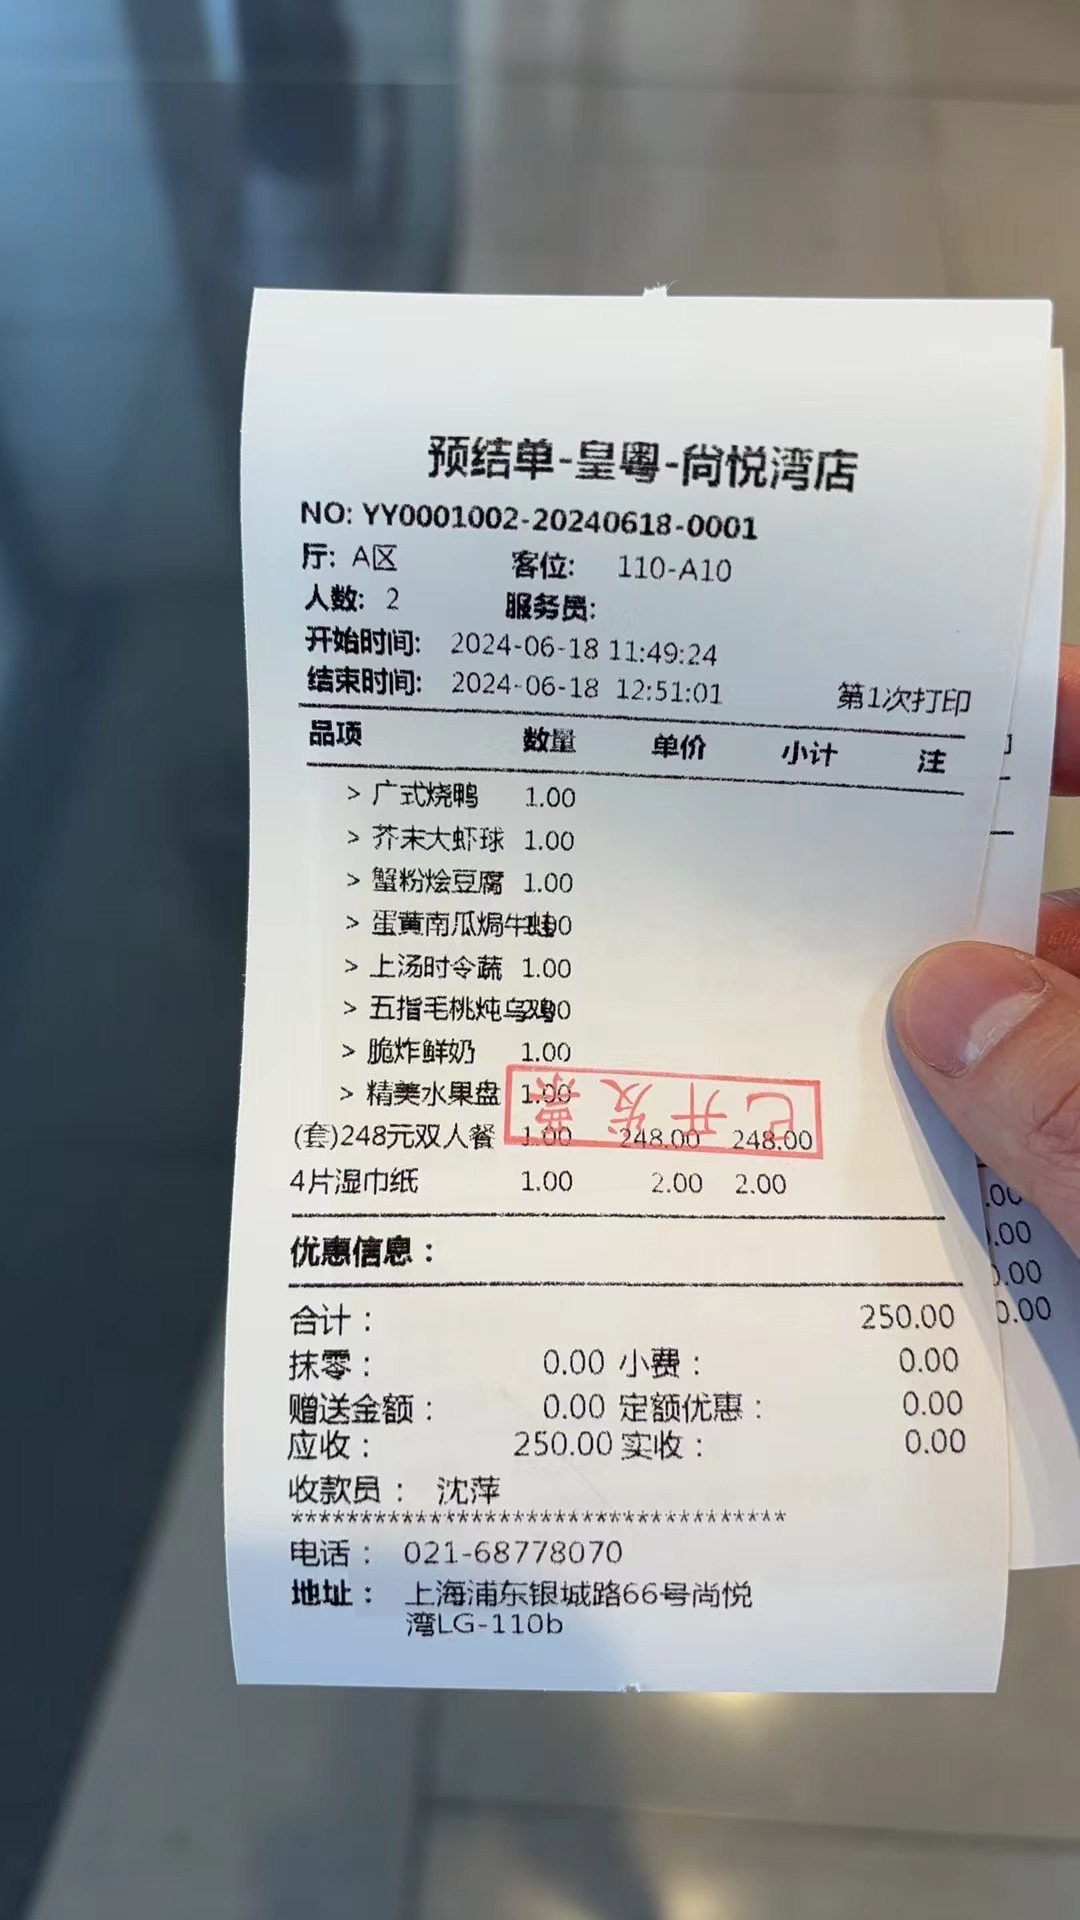 预结单-皇粤-尚悦湾店
NO: YY0001002-20240618-0001
厅: A区 客位: 110-A10
人数: 2 服务员:
开始时间: 2024-06-18 11:49:24
结束时间: 2024-06-18 12:51:01 第1次打印
品项 数量 单价 小计 注
> 广式烧鸭 1.00
> 芥末大虾球 1.00
> 蟹粉烩豆腐 1.00
> 蛋黄南瓜焗牛蛙
> 上汤时令蔬 1.00
> 五指毛桃炖乌鸡
> 脆炸鲜奶 1.00
> 精美水果盘 1.00
已开发票
(套)248元双人餐 1.00 248.00 248.00
4片湿巾纸 1.00 2.00 2.00
优惠信息：
合计： 250.00
抹零： 0.00 小费： 0.00
赠送金额： 0.00 定额优惠： 0.00
应收： 250.00 实收： 0.00
收款员： 沈萍
************************************
电话： 021-68778070
地址： 上海浦东银城路66号尚悦
湾LG-110b
.00
.00
0.00
0.00